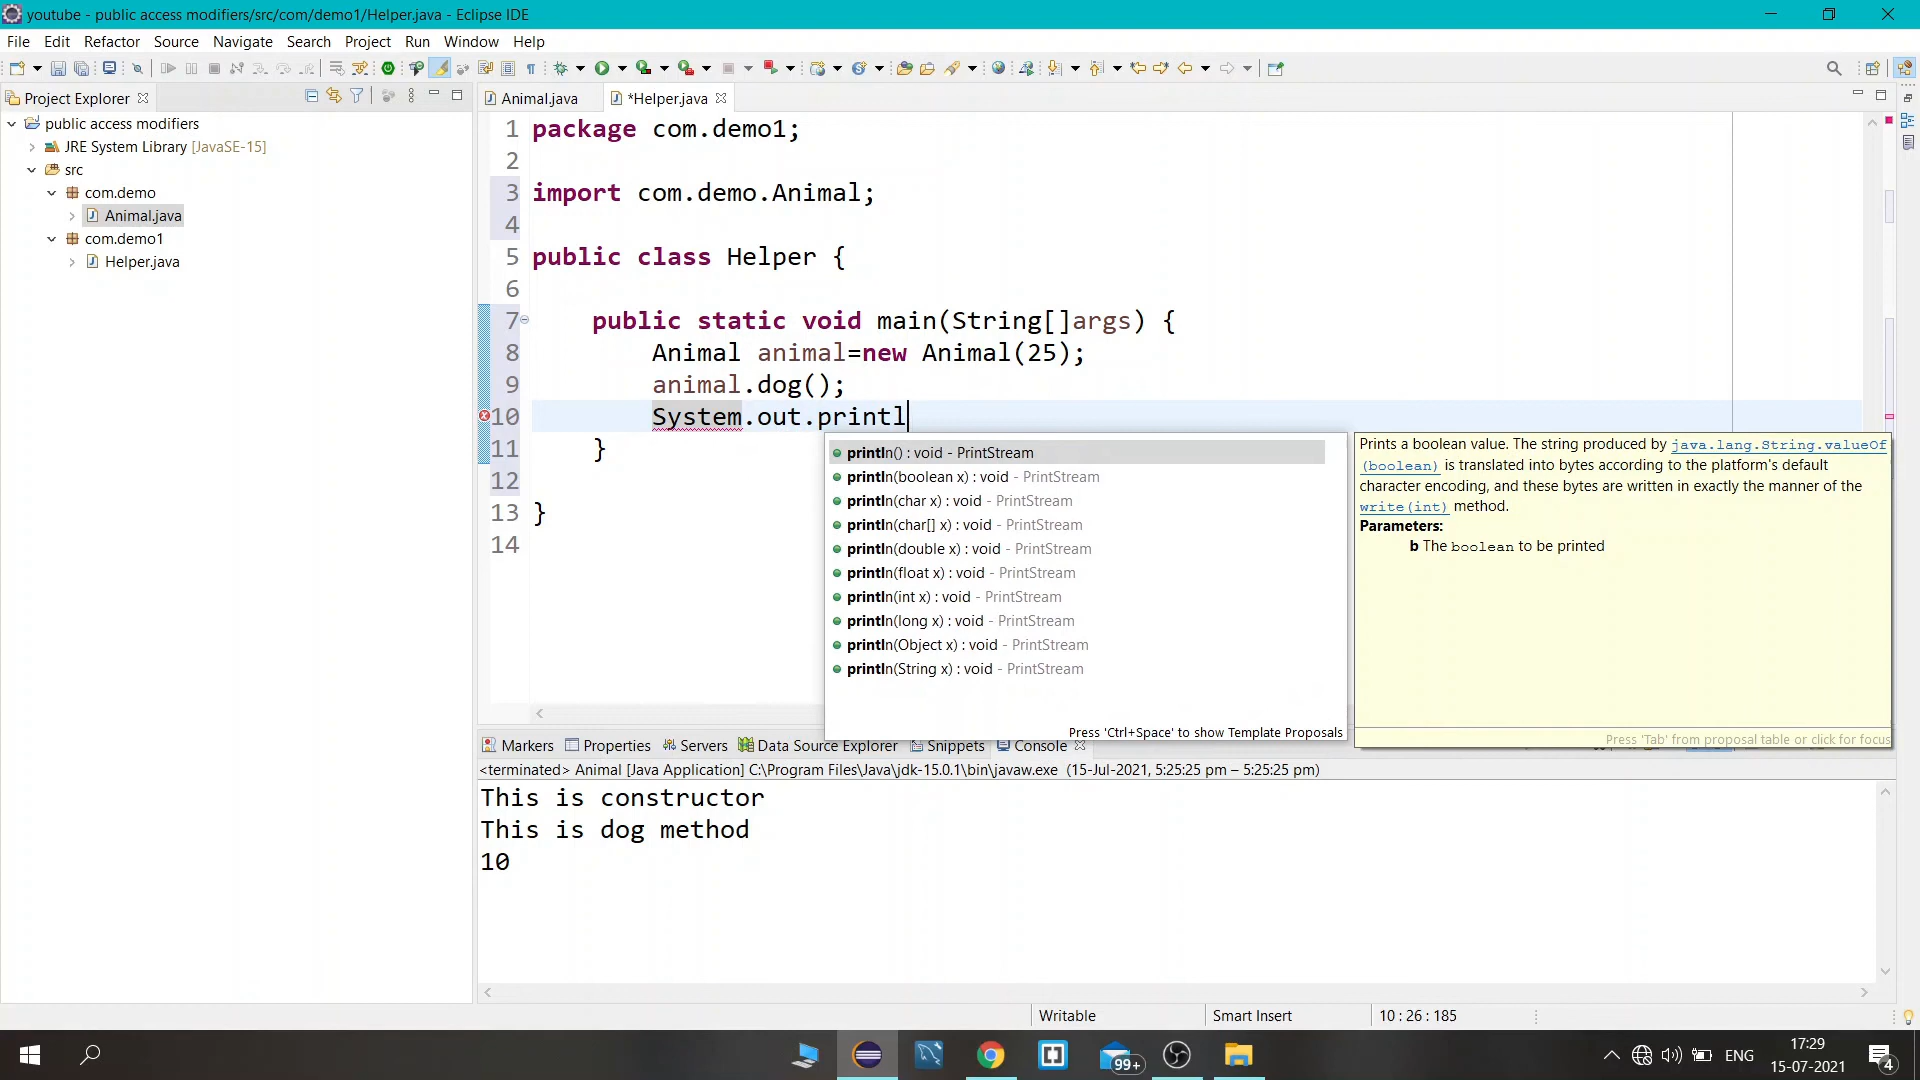 youtube - public access modifiers/src/com/demo1/Helper.java - Eclipse IDE
File Edit Refactor Source Navigate Search Project Run Window Help
Project Explorer
public access modifiers
JRE System Library [JavaSE-15]
src
com.demo
Animal.java
com.demo1
Helper.java
Animal.java *Helper.java
1 package com.demo1;
2
3 import com.demo.Animal;
4
5 public class Helper {
6
7 public static void main(String[]args) {
8 Animal animal=new Animal(25);
9 animal.dog();
10 System.out.printl
11 }
12
13 }
14
println() : void - PrintStream
println(boolean x) : void - PrintStream
println(char x) : void - PrintStream
println(char[] x) : void - PrintStream
println(double x) : void - PrintStream
println(float x) : void - PrintStream
println(int x) : void - PrintStream
println(long x) : void - PrintStream
println(Object x) : void - PrintStream
println(String x) : void - PrintStream
Press 'Ctrl+Space' to show Template Proposals
Prints a boolean value. The string produced by java.lang.String.valueOf
(boolean) is translated into bytes according to the platform's default
character encoding, and these bytes are written in exactly the manner of the
write(int) method.
Parameters:
b The boolean to be printed
Press 'Tab' from proposal table or click for focus
Markers Properties Servers Data Source Explorer Snippets Console
<terminated> Animal [Java Application] C:\Program Files\Java\jdk-15.0.1\bin\javaw.exe (15-Jul-2021, 5:25:25 pm – 5:25:25 pm)
This is constructor
This is dog method
10
Writable Smart Insert 10 : 26 : 185
99+
ENG
17:29
15-07-2021
4